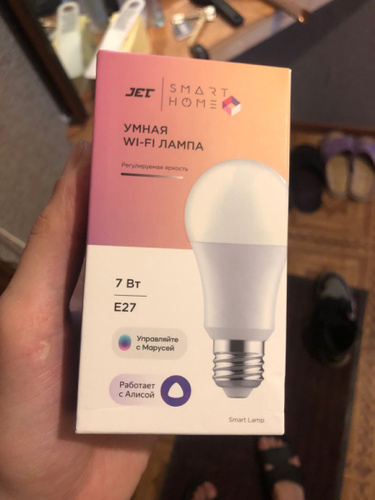 JET
SMART
HOME
УМНАЯ
WI-FI ЛАМПА
Регулируемая яркость
7 Вт
E27
Управляйте
с Марусей
Работает
с Алисой
Smart Lamp